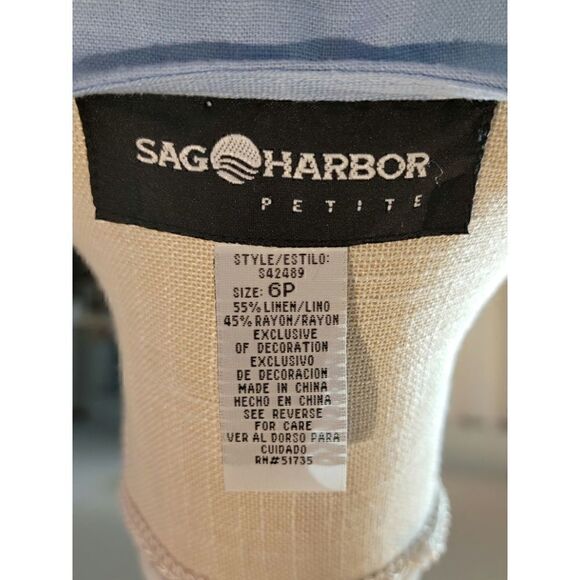 SAG HARBOR
PETITE
STYLE/ESTILO:
S42489
SIZE: 6P
55% LINEN/LINO
45% RAYON/RAYON
EXCLUSIVE
OF DECORATION
EXCLUSIVO
DE DECORACION
MADE IN CHINA
HECHO EN CHINA
SEE REVERSE
FOR CARE
VER AL DORSO PARA
CUIDADO
RN#51735